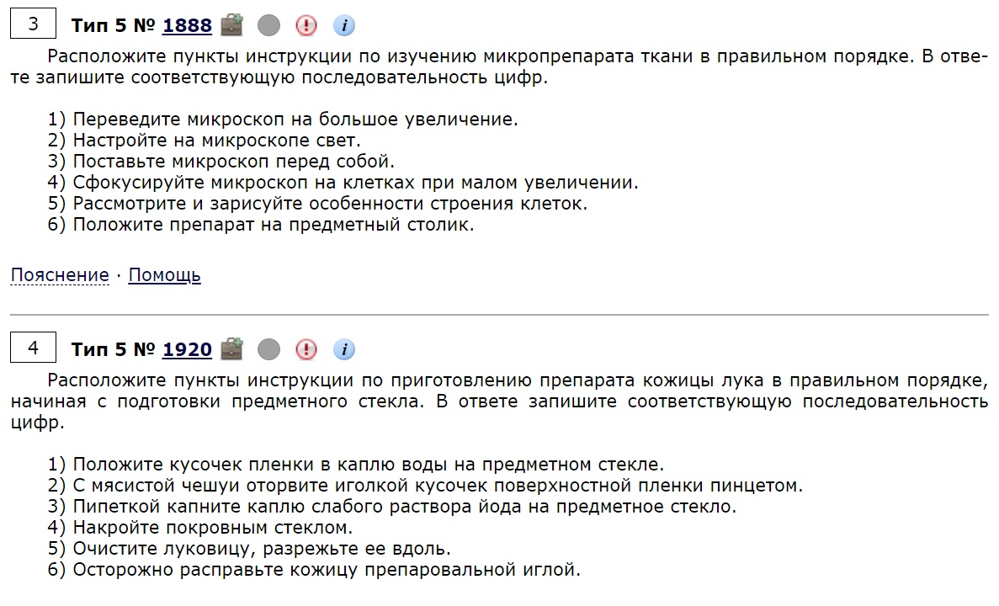 3 Тип 5 № 1888
Расположите пункты инструкции по изучению микропрепарата ткани в правильном порядке. В отве-
те запишите соответствующую последовательность цифр.
1) Переведите микроскоп на большое увеличение.
2) Настройте на микроскопе свет.
3) Поставьте микроскоп перед собой.
4) Сфокусируйте микроскоп на клетках при малом увеличении.
5) Рассмотрите и зарисуйте особенности строения клеток.
6) Положите препарат на предметный столик.
Пояснение · Помощь
4 Тип 5 № 1920
Расположите пункты инструкции по приготовлению препарата кожицы лука в правильном порядке,
начиная с подготовки предметного стекла. В ответе запишите соответствующую последовательность
цифр.
1) Положите кусочек пленки в каплю воды на предметном стекле.
2) С мясистой чешуи оторвите иголкой кусочек поверхностной пленки пинцетом.
3) Пипеткой капните каплю слабого раствора йода на предметное стекло.
4) Накройте покровным стеклом.
5) Очистите луковицу, разрежьте ее вдоль.
6) Осторожно расправьте кожицу препаровальной иглой.